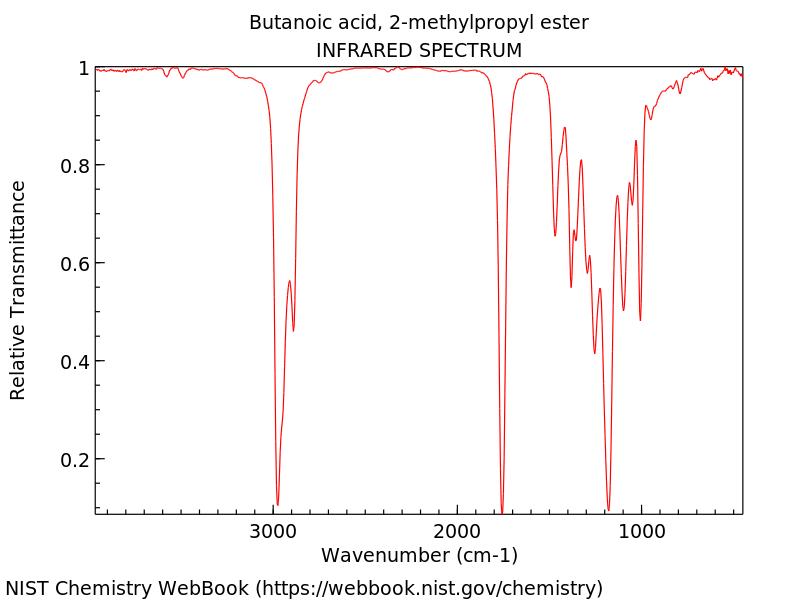 Butanoic acid, 2-methylpropyl ester
INFRARED SPECTRUM
1
0.8
0.6
0.4
0.2
Relative Transmittance
3000 2000 1000
Wavenumber (cm-1)
NIST Chemistry WebBook (https://webbook.nist.gov/chemistry)